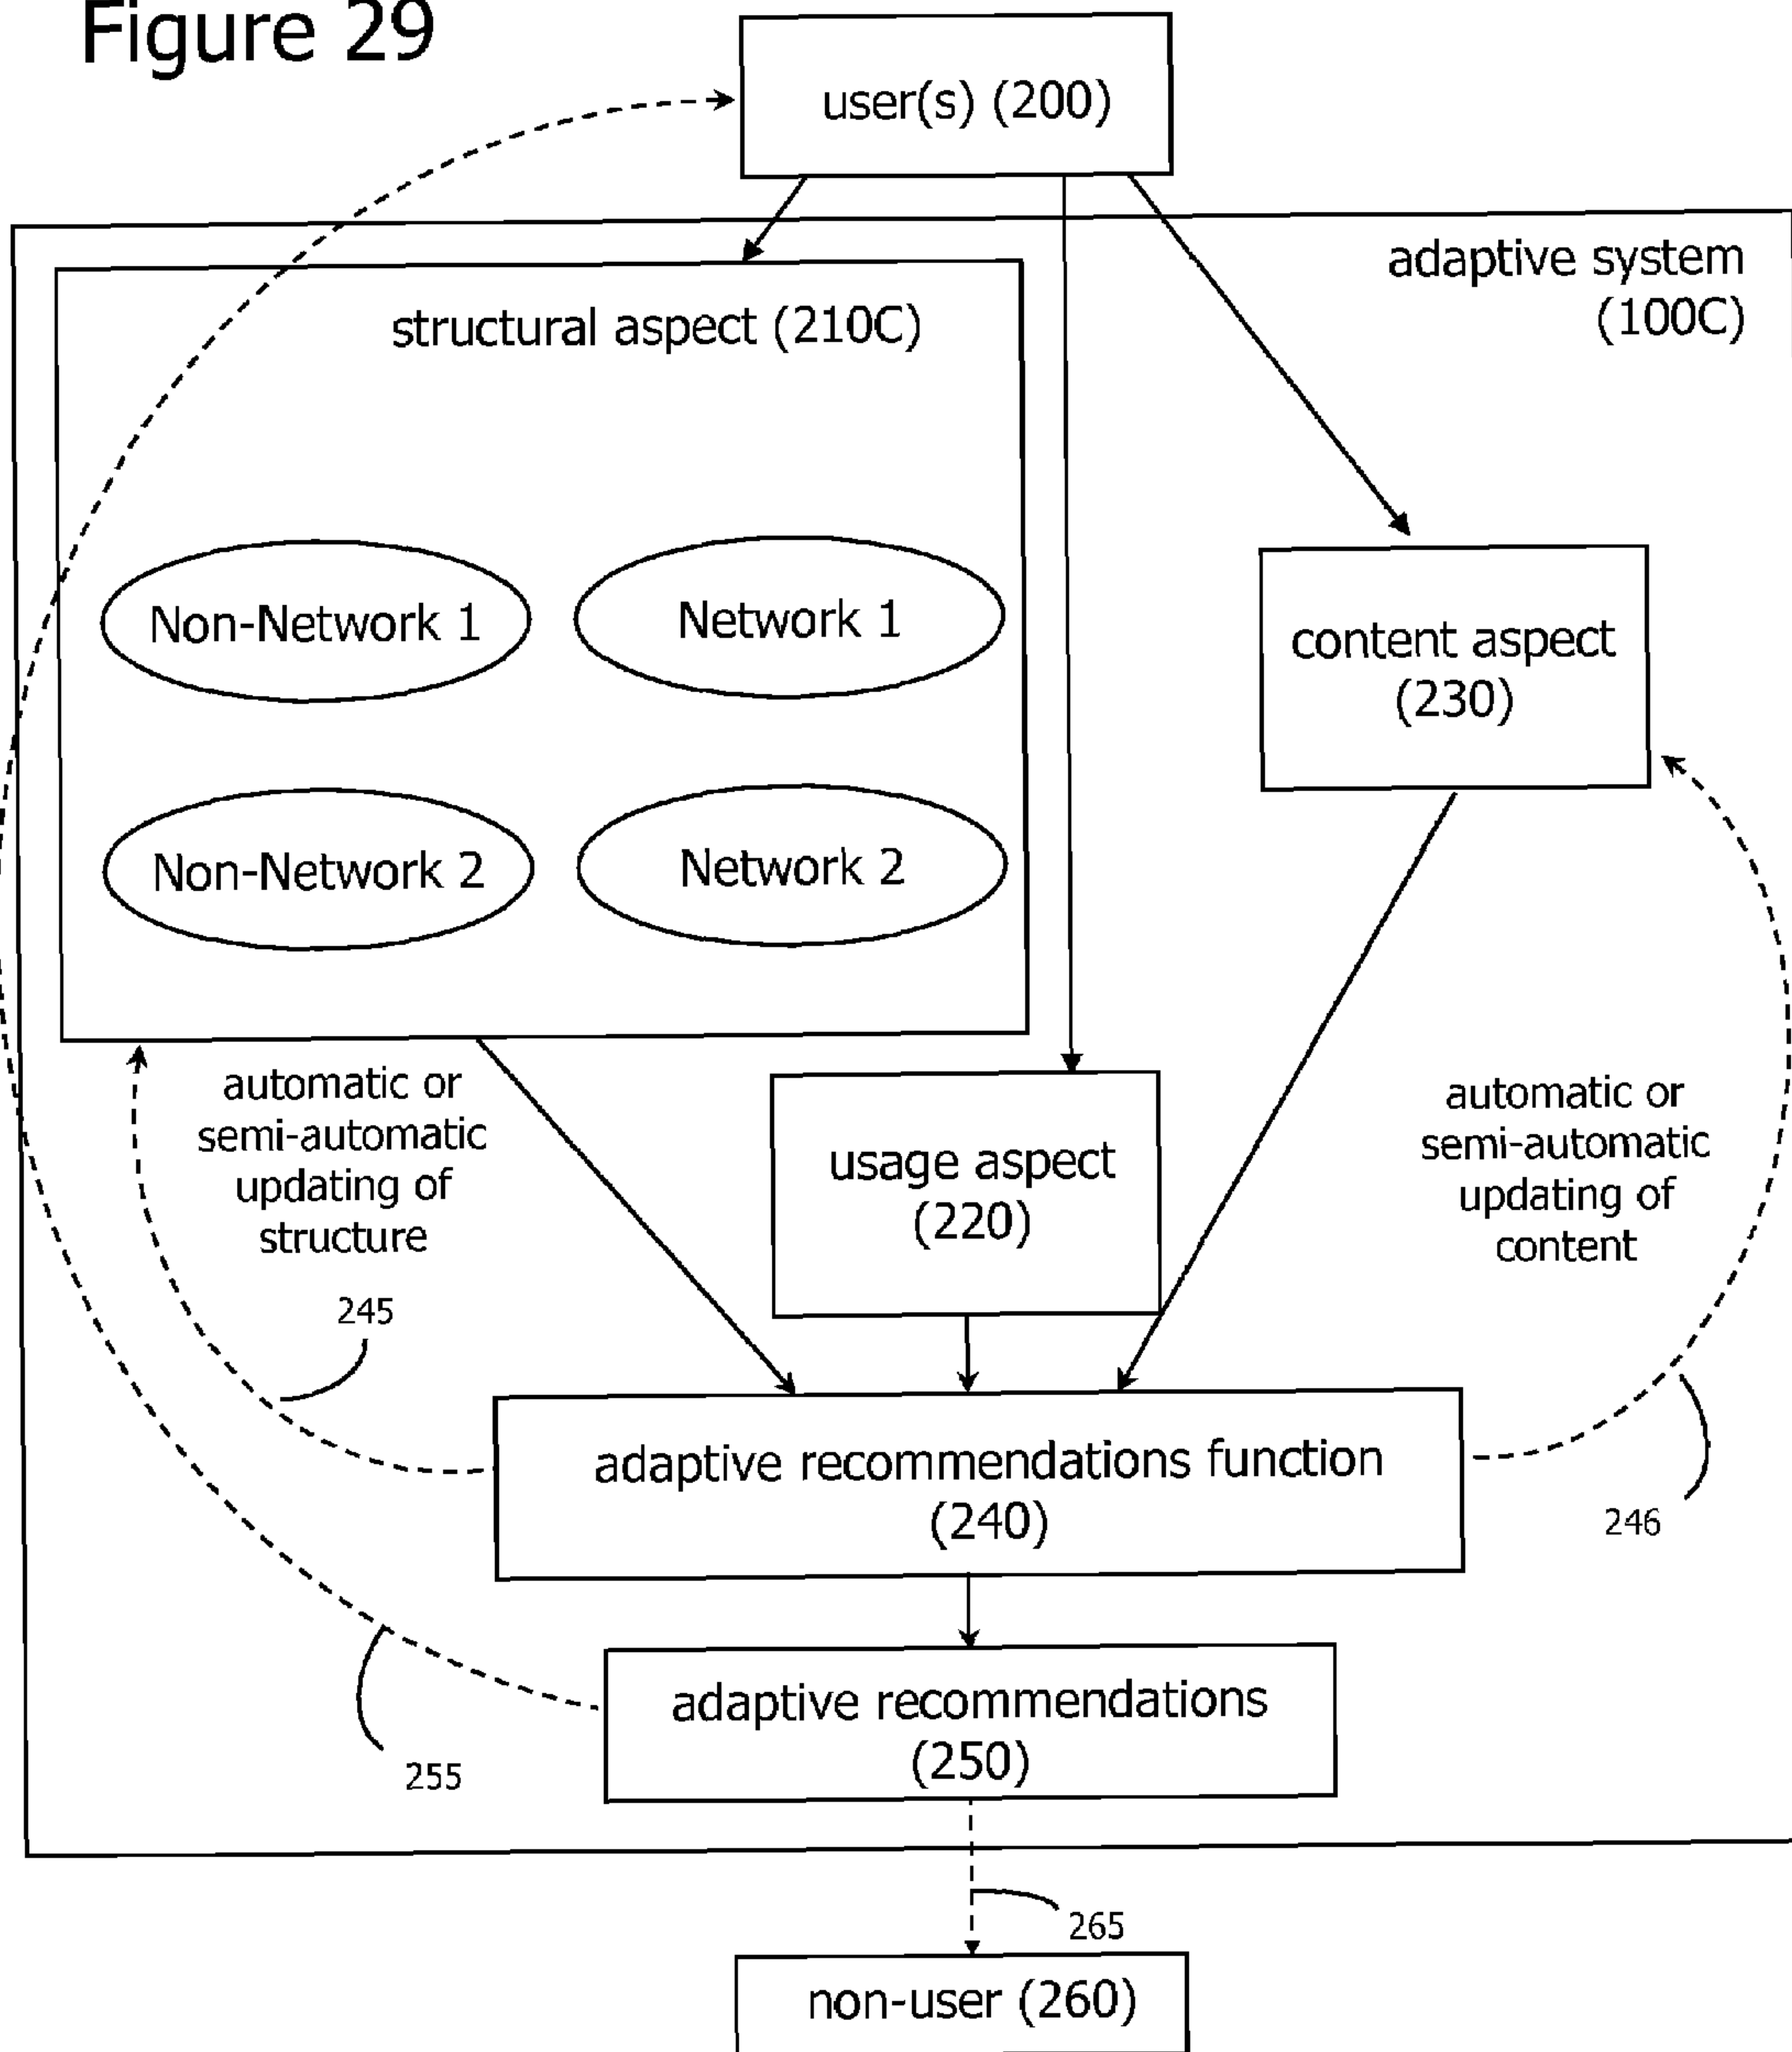 Figure 29
user(s) (200)
adaptive system
(100C)
structural aspect (210C)
Non-Network 1
Network 1
content aspect
(230)
Non-Network 2
Network 2
automatic or
semi-automatic
updating of
structure
usage aspect
(220)
automatic or
semi-automatic
updating of
content
245
adaptive recommendations function
(240)
246
adaptive recommendations
(250)
255
265
non-user (260)